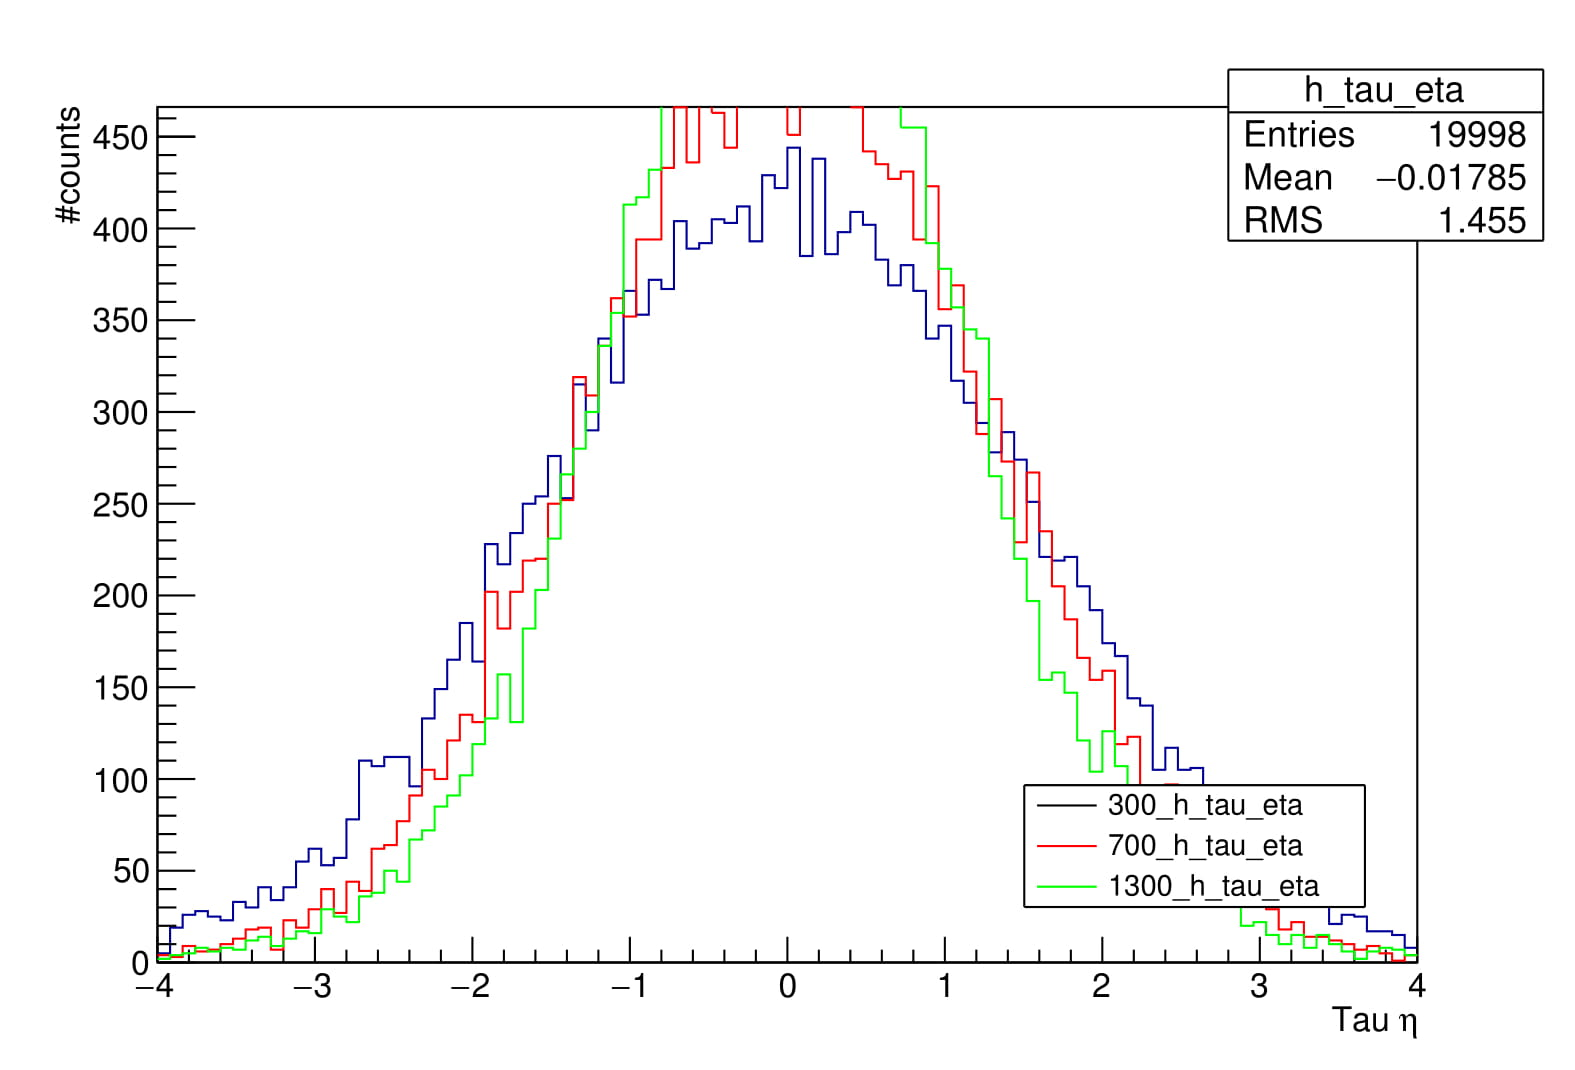 h_tau_eta
Entries 19998
Mean −0.01785
RMS 1.455
#counts
450
400
350
300
250
200
150
100
50
0
−4 −3 −2 −1 0 1 2 3 4
Tau η
300_h_tau_eta
700_h_tau_eta
1300_h_tau_eta